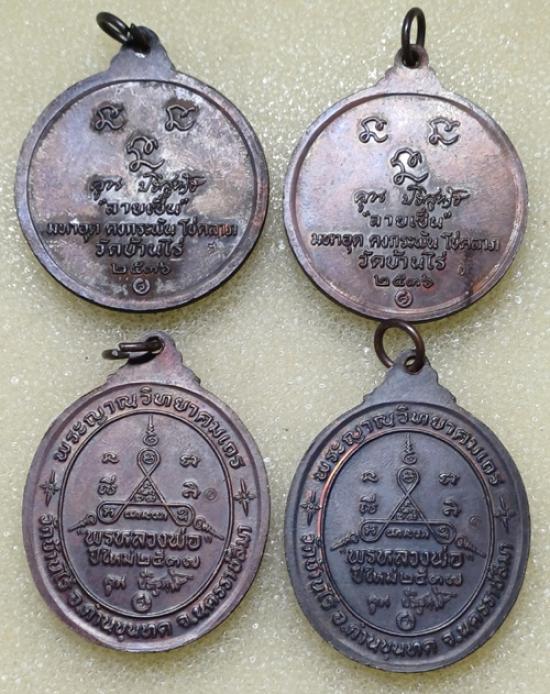 คูณ ปริสุทฺโธ
"ลายเซ็น"
มหาอุด คงกระพัน โชคลาภ
วัดบ้านไร่
๒๕๓๖
คูณ ปริสุทฺโธ
"ลายเซ็น"
มหาอุด คงกระพัน โชคลาภ
วัดบ้านไร่
๒๕๓๖
พระญาณวิทยาคมเถร
"พรหลวงพ่อ"
ปีใหม่๒๕๓๗
คูณ ปริสุทฺโธ
วัดบ้านไร่ อ.ด่านขุนทด จ.นครราชสีมา
พระญาณวิทยาคมเถร
"พรหลวงพ่อ"
ปีใหม่๒๕๓๗
คูณ ปริสุทฺโธ
วัดบ้านไร่ อ.ด่านขุนทด จ.นครราชสีมา